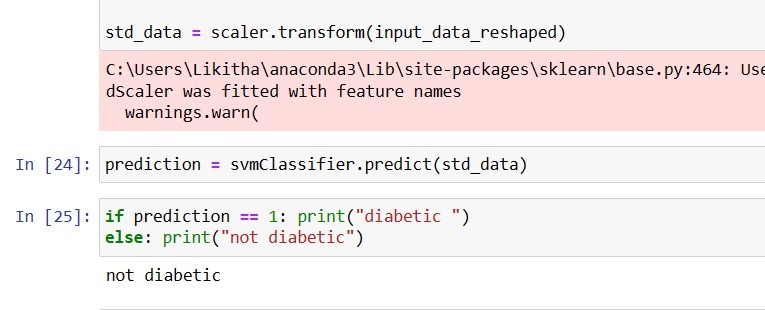 std_data = scaler.transform(input_data_reshaped)
C:\Users\Likitha\anaconda3\Lib\site-packages\sklearn\base.py:464: Use
dScaler was fitted with feature names
  warnings.warn(
In [24]: prediction = svmClassifier.predict(std_data)
In [25]: if prediction == 1: print("diabetic ")
else: print("not diabetic")
not diabetic